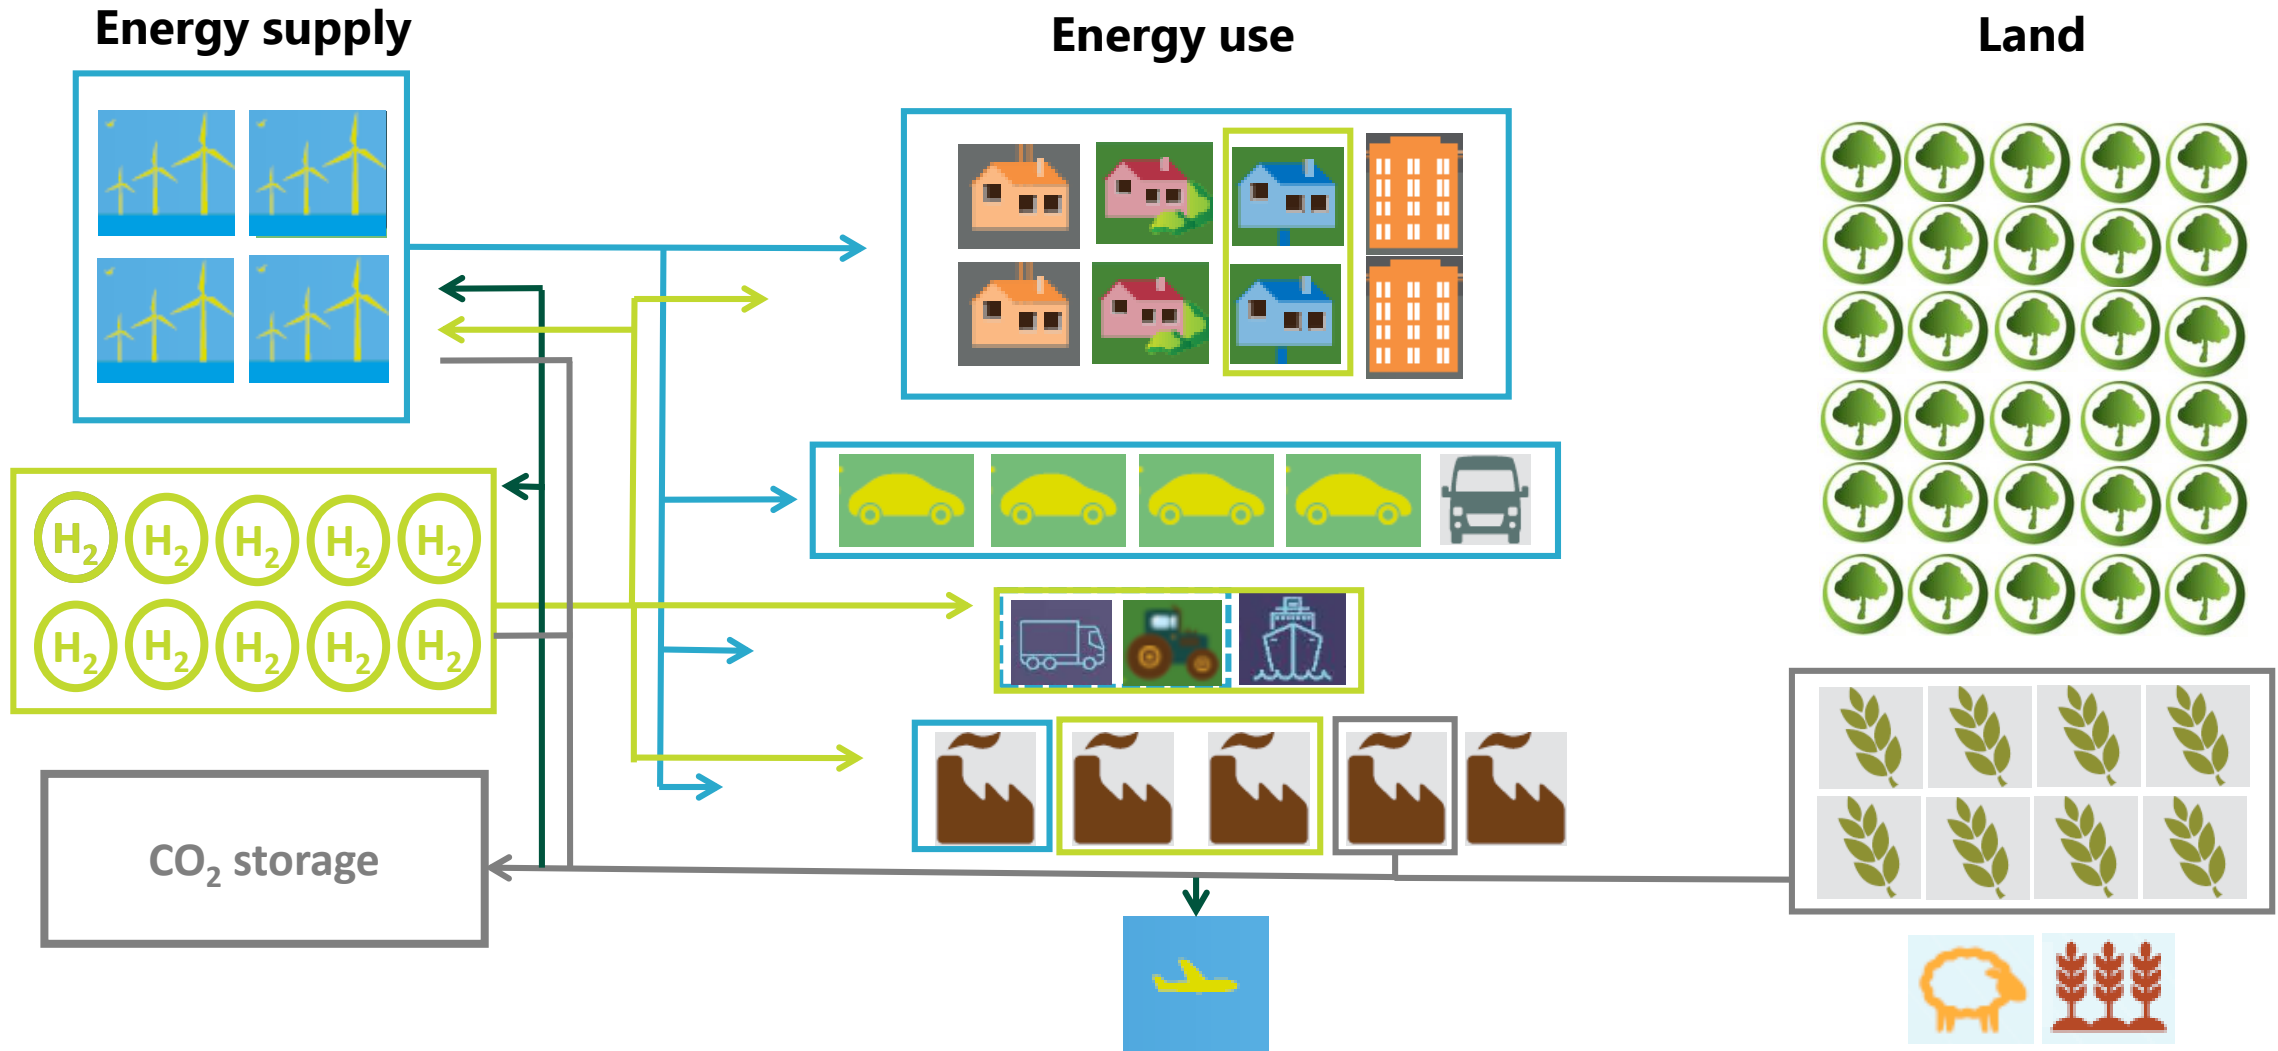 Energy supply
Energy use
Land
H₂ H₂ H₂ H₂ H₂
H₂ H₂ H₂ H₂ H₂
CO₂ storage